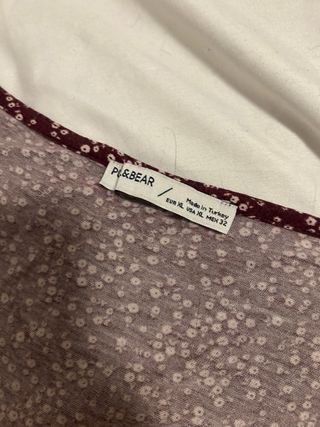 P&BEAR
Made in Turkey
EUR XL USA XL MEX 32